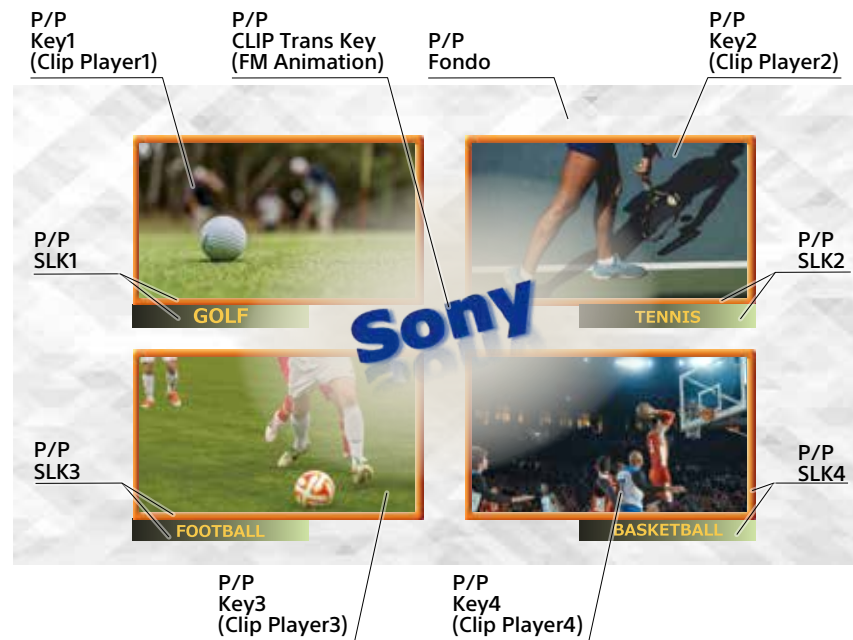 P/P
Key1
(Clip Player1)
P/P
CLIP Trans Key
(FM Animation)
P/P
Fondo
P/P
Key2
(Clip Player2)
P/P
SLK1
P/P
SLK2
GOLF
TENNIS
Sony
P/P
SLK3
P/P
SLK4
FOOTBALL
BASKETBALL
P/P
Key3
(Clip Player3)
P/P
Key4
(Clip Player4)